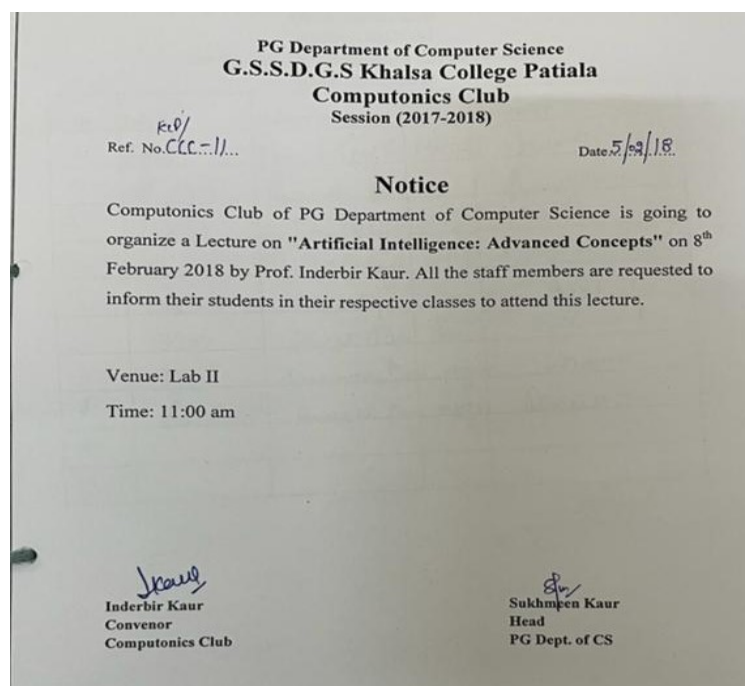 PG Department of Computer Science
G.S.S.D.G.S Khalsa College Patiala
Computonics Club
Session (2017-2018)
Ref. No.CCC-11...
Date.5/02/18
Notice
Computonics Club of PG Department of Computer Science is going to
organize a Lecture on "Artificial Intelligence: Advanced Concepts" on 8th
February 2018 by Prof. Inderbir Kaur. All the staff members are requested to
inform their students in their respective classes to attend this lecture.
Venue: Lab II
Time: 11:00 am
Inderbir Kaur
Convenor
Computonics Club
Sukhmeen Kaur
Head
PG Dept. of CS